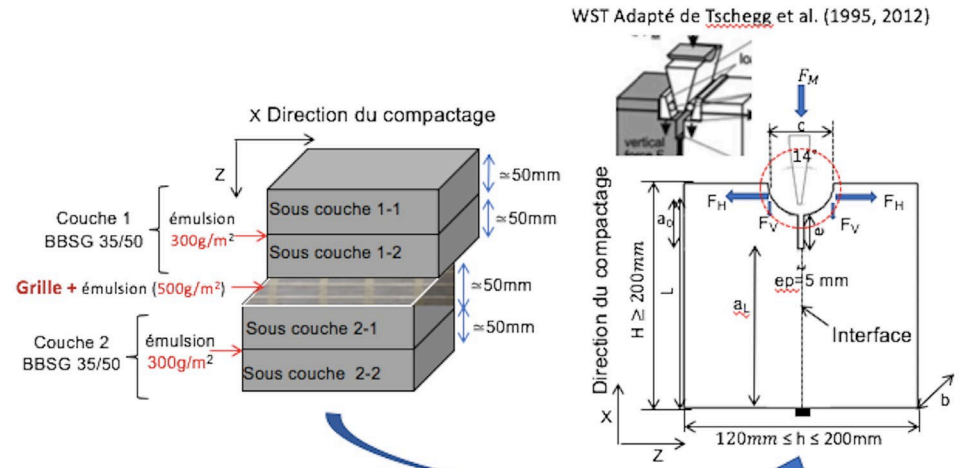 WST Adapté de Tschegg et al. (1995, 2012)
X Direction du compactage
Z
Couche 1
BBSG 35/50
émulsion
300g/m²
Sous couche 1-1
Sous couche 1-2
≃50mm
≃50mm
Grille + émulsion (500g/m²)
≃50mm
≃50mm
Couche 2
BBSG 35/50
émulsion
300g/m²
Sous couche 2-1
Sous couche 2-2
vertical
F_M
c
14°
F_H
F_H
F_V
F_V
a₀
e
ep=5 mm
Direction du compactage
H ≥ 200mm
L
a_L
Interface
b
X
Z
120mm ≤ h ≤ 200mm